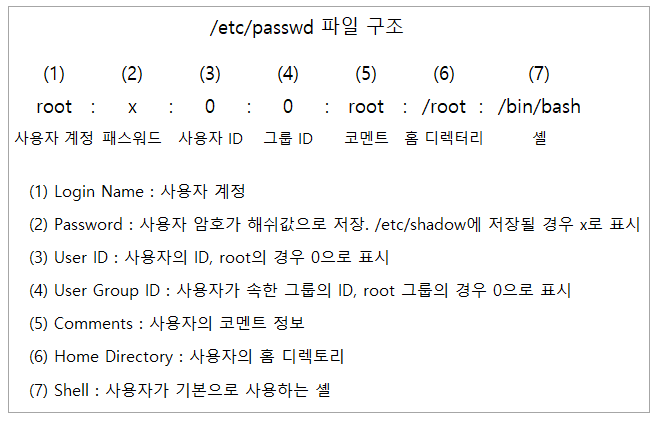 /etc/passwd 파일 구조
(1) (2) (3) (4) (5) (6) (7)
root : x : 0 : 0 : root : /root : /bin/bash
사용자 계정 패스워드 사용자 ID 그룹 ID 코멘트 홈 디렉터리 셸
(1) Login Name : 사용자 계정
(2) Password : 사용자 암호가 해쉬값으로 저장. /etc/shadow에 저장될 경우 x로 표시
(3) User ID : 사용자의 ID, root의 경우 0으로 표시
(4) User Group ID : 사용자가 속한 그룹의 ID, root 그룹의 경우 0으로 표시
(5) Comments : 사용자의 코멘트 정보
(6) Home Directory : 사용자의 홈 디렉토리
(7) Shell : 사용자가 기본으로 사용하는 셸